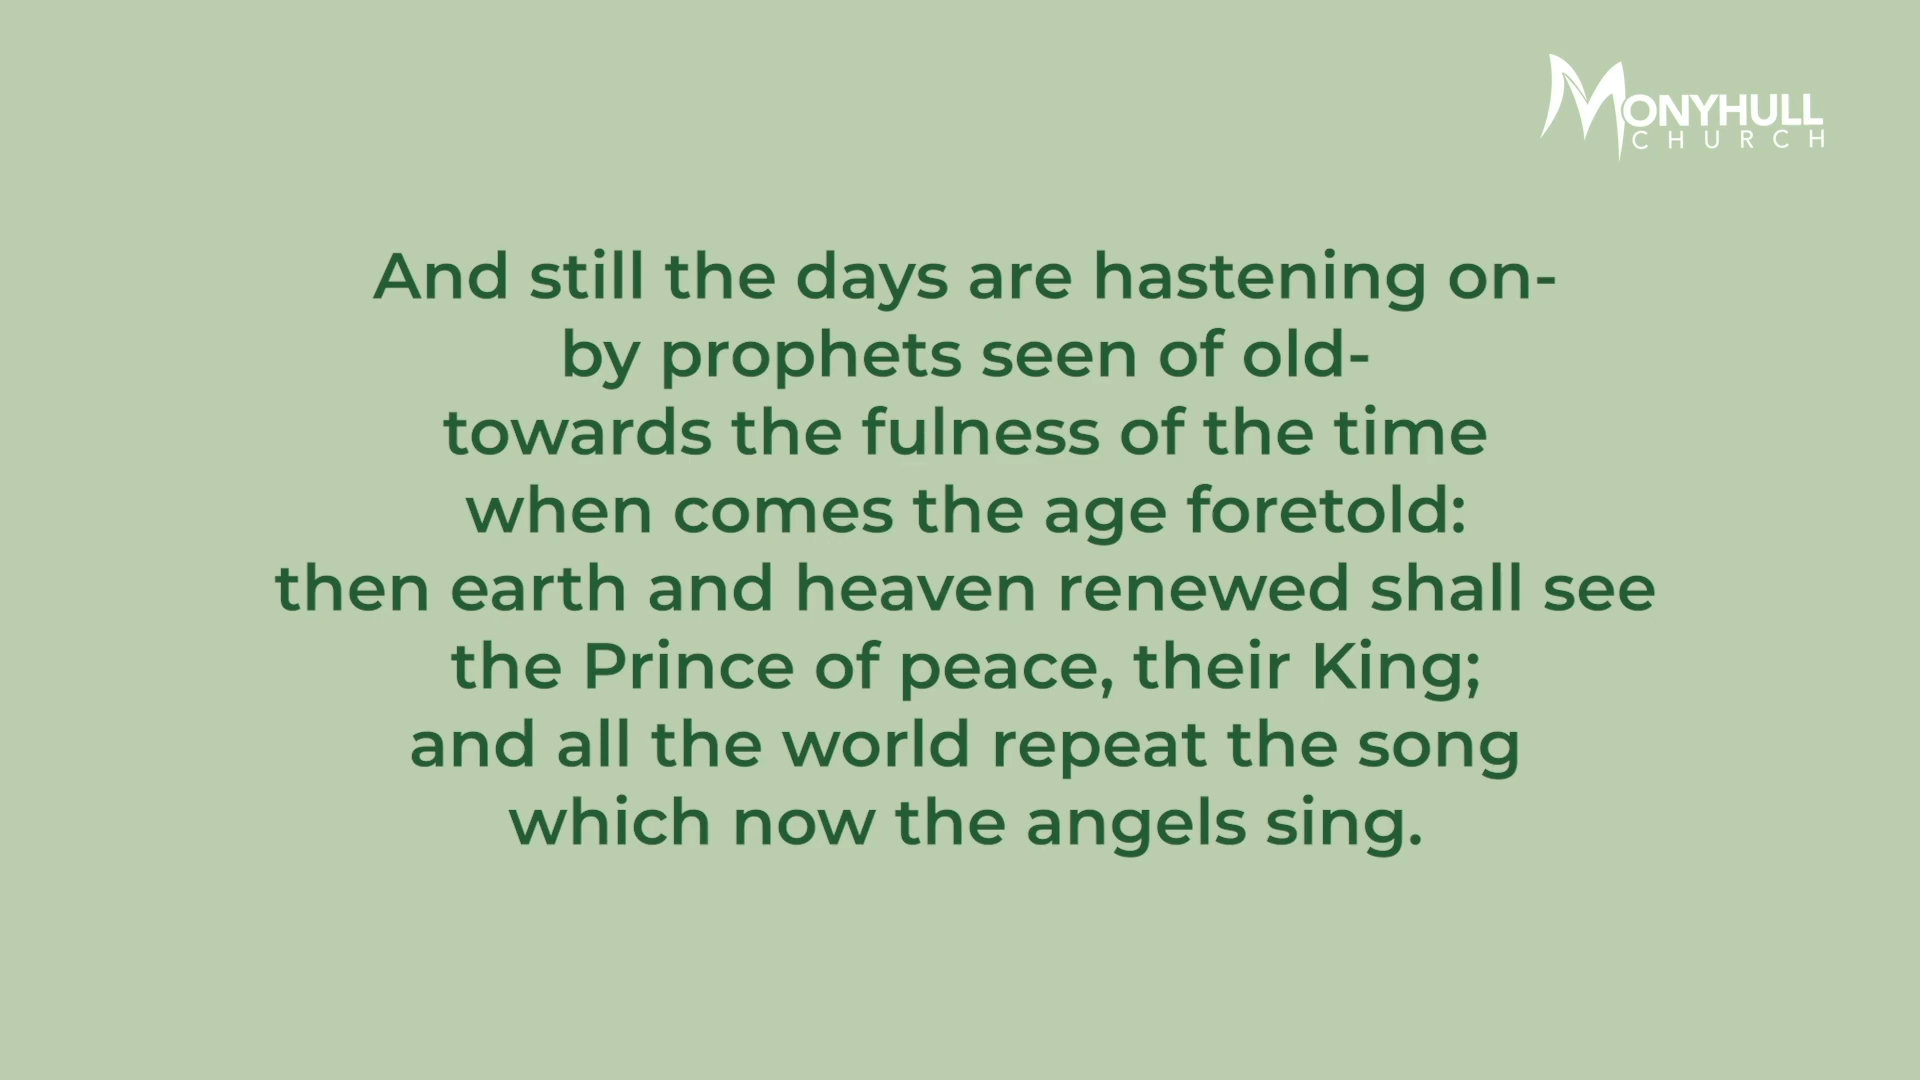 MONYHULL
CHURCH
And still the days are hastening on-
by prophets seen of old-
towards the fulness of the time
when comes the age foretold:
then earth and heaven renewed shall see
the Prince of peace, their King;
and all the world repeat the song
which now the angels sing.